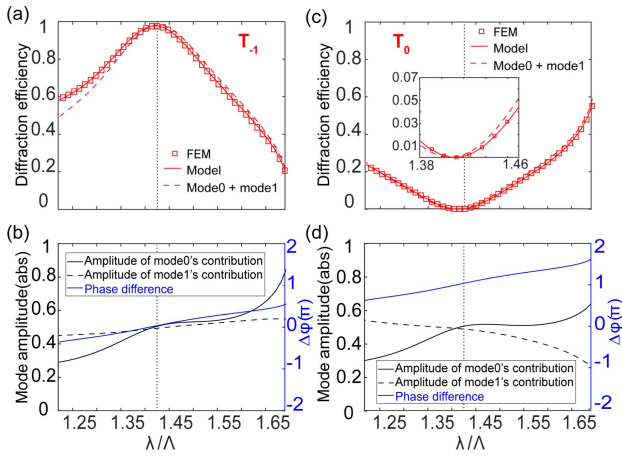 (a)
T-1
Diffraction efficiency
1
0.8
0.6
0.4
0.2
0
FEM
Model
Mode0 + mode1
(c)
T0
Diffraction efficiency
1
0.8
0.6
0.4
0.2
0
FEM
Model
Mode0 + mode1
0.07
0.05
0.03
0.01
1.38
1.46
(b)
Mode amplitude(abs)
1
0.8
0.6
0.4
0.2
0
Amplitude of mode0's contribution
Amplitude of mode1's contribution
Phase difference
2
1
0
-1
-2
Δφ(π)
1.25 1.35 1.45 1.55 1.65
λ/Λ
(d)
Mode amplitude(abs)
1
0.8
0.6
0.4
0.2
0
Amplitude of mode0's contribution
Amplitude of mode1's contribution
Phase difference
2
1
0
-1
-2
Δφ(π)
1.25 1.35 1.45 1.55 1.65
λ/Λ